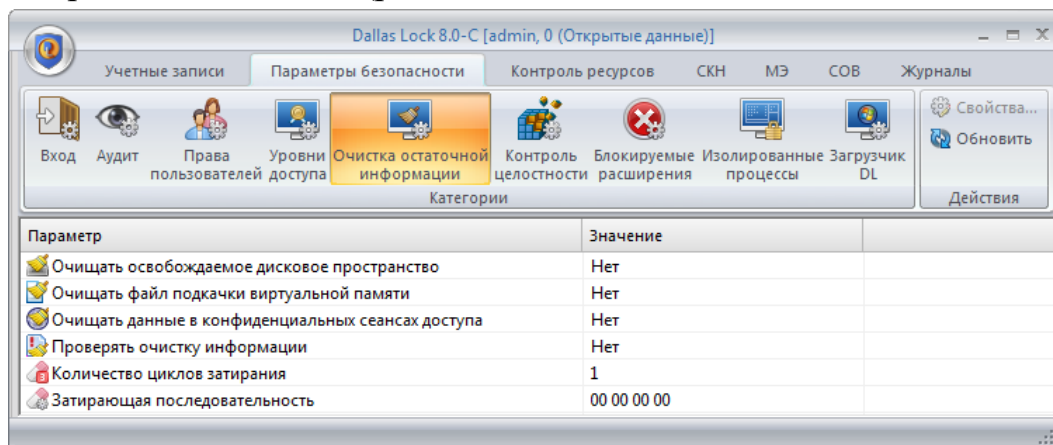 Dallas Lock 8.0-C [admin, 0 (Открытые данные)]
Учетные записи Параметры безопасности Контроль ресурсов СКН МЭ СОВ Журналы
Вход Аудит Права пользователей Уровни доступа Очистка остаточной информации Контроль целостности Блокируемые расширения Изолированные процессы Загрузчик DL
Свойства...
Обновить
Категории Действия
Параметр Значение
Очищать освобождаемое дисковое пространство Нет
Очищать файл подкачки виртуальной памяти Нет
Очищать данные в конфиденциальных сеансах доступа Нет
Проверять очистку информации Нет
Количество циклов затирания 1
Затирающая последовательность 00 00 00 00